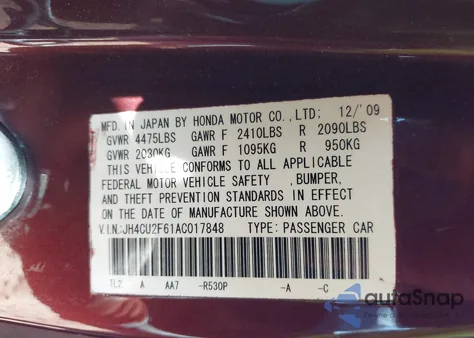 MFD. IN JAPAN BY HONDA MOTOR CO.,LTD: 12/'09
GVWR 4475LBS GAWR F 2410LBS R 2090LBS
GVWR 2030KG GAWR F 1095KG R 950KG
THIS VEHICLE CONFORMS TO ALL APPLICABLE
FEDERAL MOTOR VEHICLE SAFETY ,BUMPER,
AND THEFT PREVENTION STANDARDS IN EFFECT
ON DATE OF MANUFACTURE SHOWN ABOVE.
V.I.N.:JH4CU2F61AC017848 TYPE: PASSENGER CAR
TL2 A AA7 -R530P -A -C
autoSnap